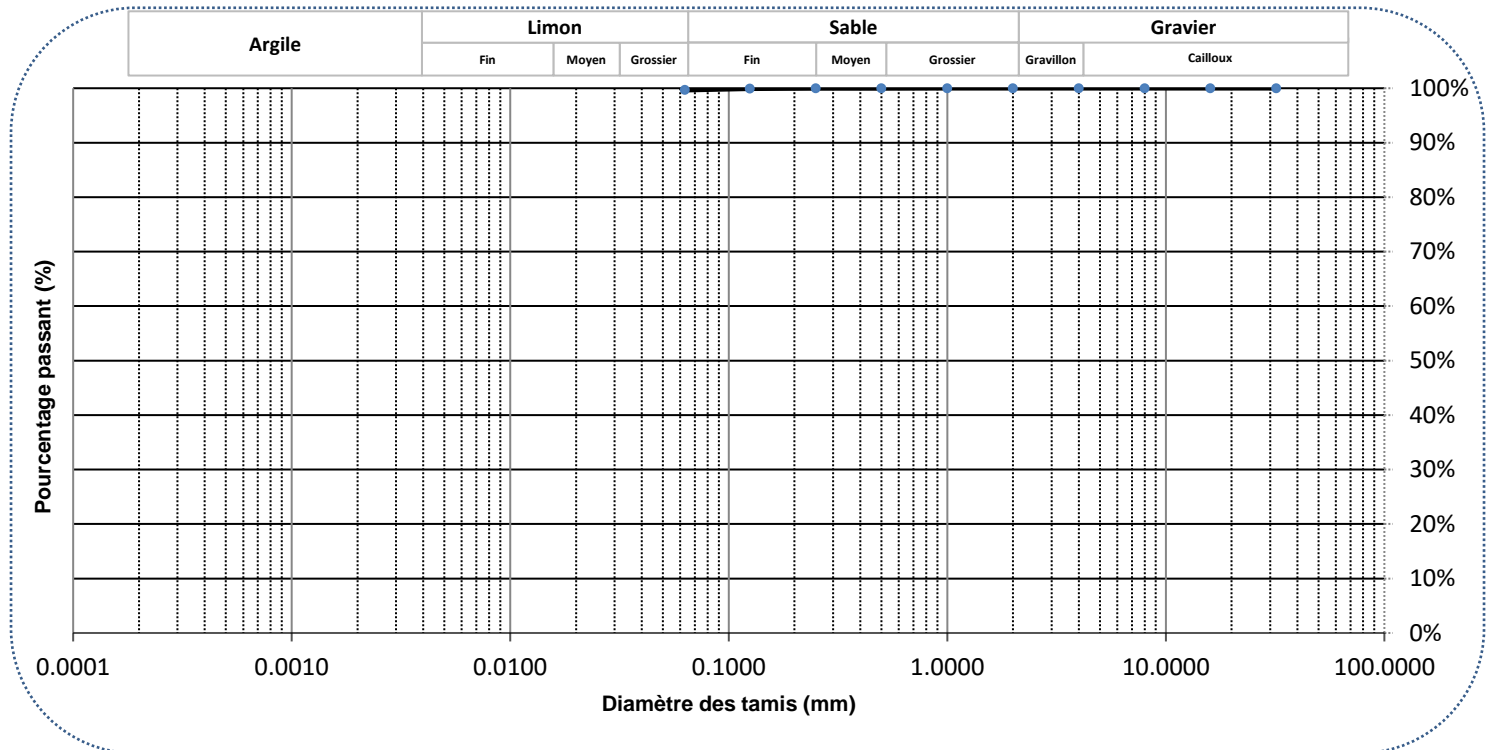 Argile
Limon
Sable
Gravier
Fin
Moyen
Grossier
Fin
Moyen
Grossier
Gravillon
Cailloux
100%
90%
80%
70%
60%
50%
40%
30%
20%
10%
0%
Pourcentage passant (%)
0.0001 0.0010 0.0100 0.1000 1.0000 10.0000 100.0000
Diamètre des tamis (mm)